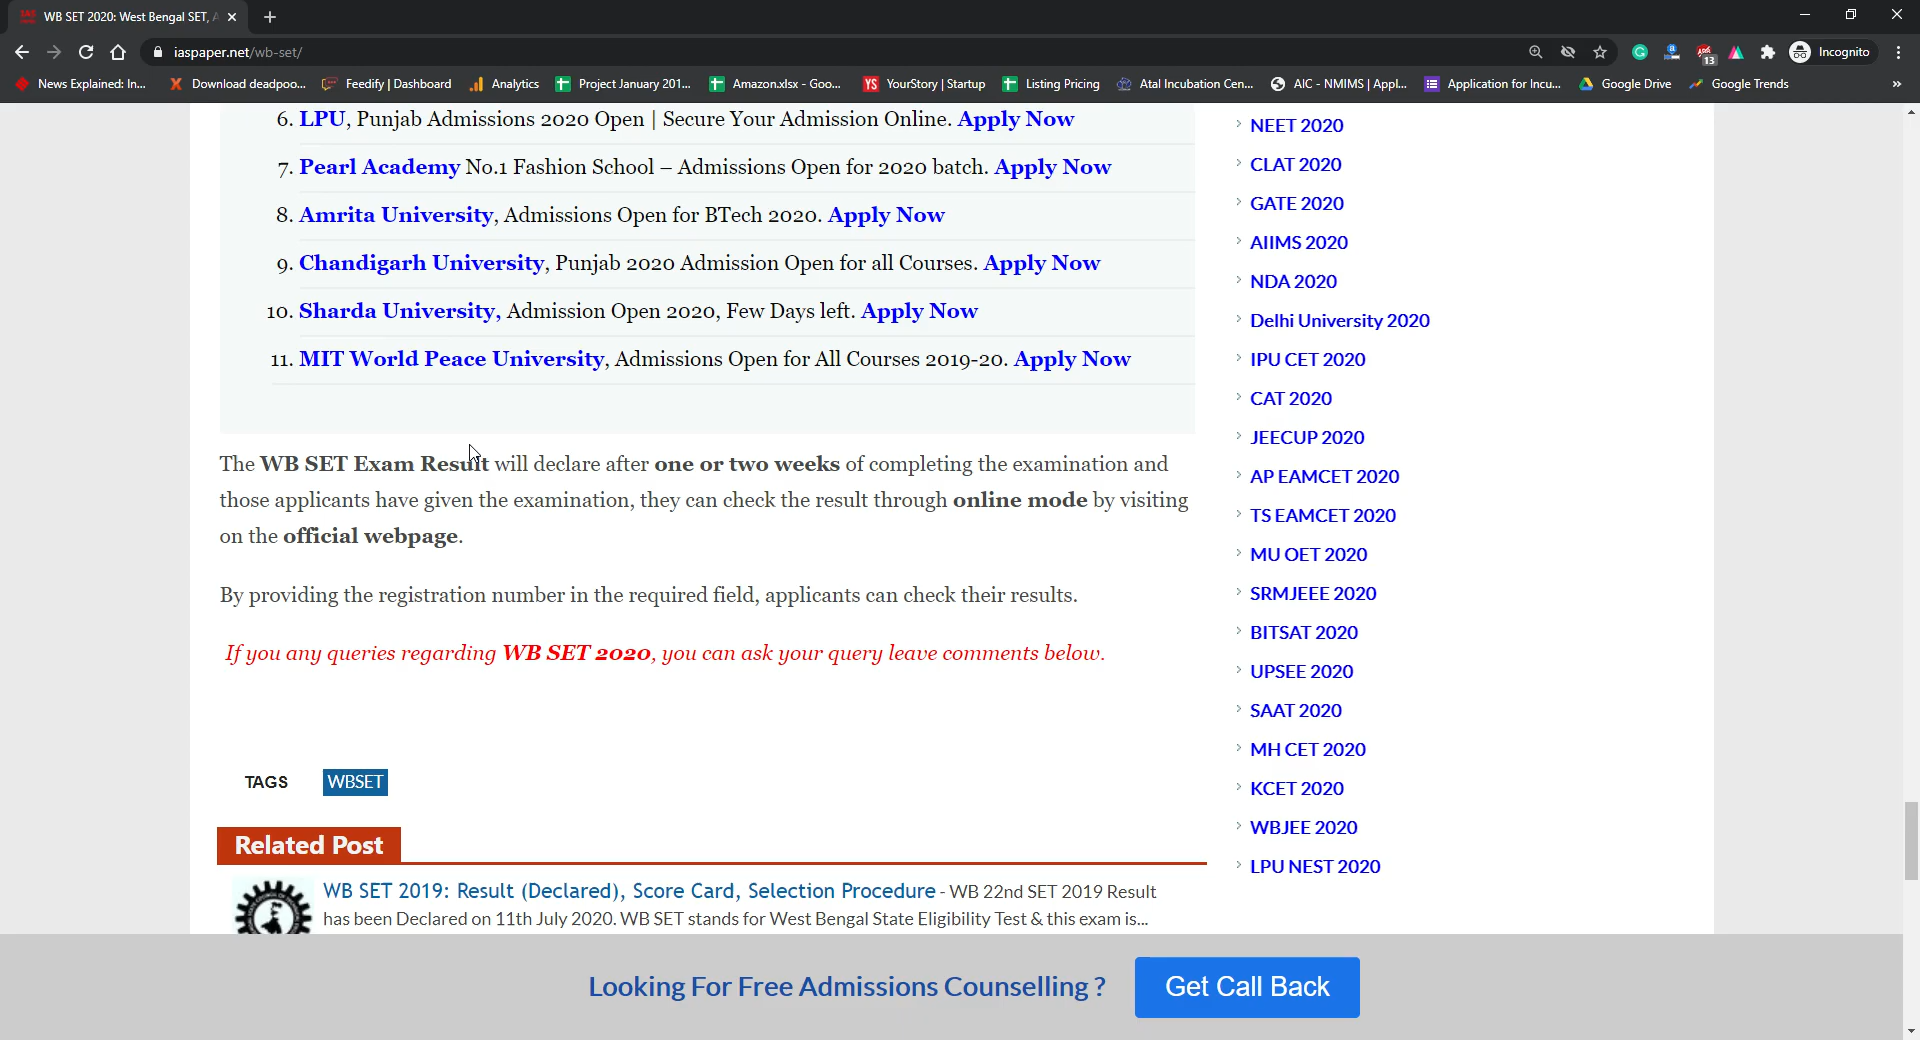 WB SET 2020: West Bengal SET, A
iaspaper.net/wb-set/
13
Incognito
News Explained: In...
Download deadpoo...
Feedify | Dashboard
Analytics
Project January 201...
Amazon.xlsx - Goo...
YS YourStory | Startup
Listing Pricing
Atal Incubation Cen...
AIC - NMIMS | Appl...
Application for Incu...
Google Drive
Google Trends
»
6. LPU, Punjab Admissions 2020 Open | Secure Your Admission Online. Apply Now
7. Pearl Academy No.1 Fashion School – Admissions Open for 2020 batch. Apply Now
8. Amrita University, Admissions Open for BTech 2020. Apply Now
9. Chandigarh University, Punjab 2020 Admission Open for all Courses. Apply Now
10. Sharda University, Admission Open 2020, Few Days left. Apply Now
11. MIT World Peace University, Admissions Open for All Courses 2019-20. Apply Now
The WB SET Exam Result will declare after one or two weeks of completing the examination and
those applicants have given the examination, they can check the result through online mode by visiting
on the official webpage.
By providing the registration number in the required field, applicants can check their results.
If you any queries regarding WB SET 2020, you can ask your query leave comments below.
TAGS WBSET
Related Post
WB SET 2019: Result (Declared), Score Card, Selection Procedure - WB 22nd SET 2019 Result
has been Declared on 11th July 2020. WB SET stands for West Bengal State Eligibility Test & this exam is...
NEET 2020
CLAT 2020
GATE 2020
AIIMS 2020
NDA 2020
Delhi University 2020
IPU CET 2020
CAT 2020
JEECUP 2020
AP EAMCET 2020
TS EAMCET 2020
MU OET 2020
SRMJEEE 2020
BITSAT 2020
UPSEE 2020
SAAT 2020
MH CET 2020
KCET 2020
WBJEE 2020
LPU NEST 2020
Looking For Free Admissions Counselling ?
Get Call Back